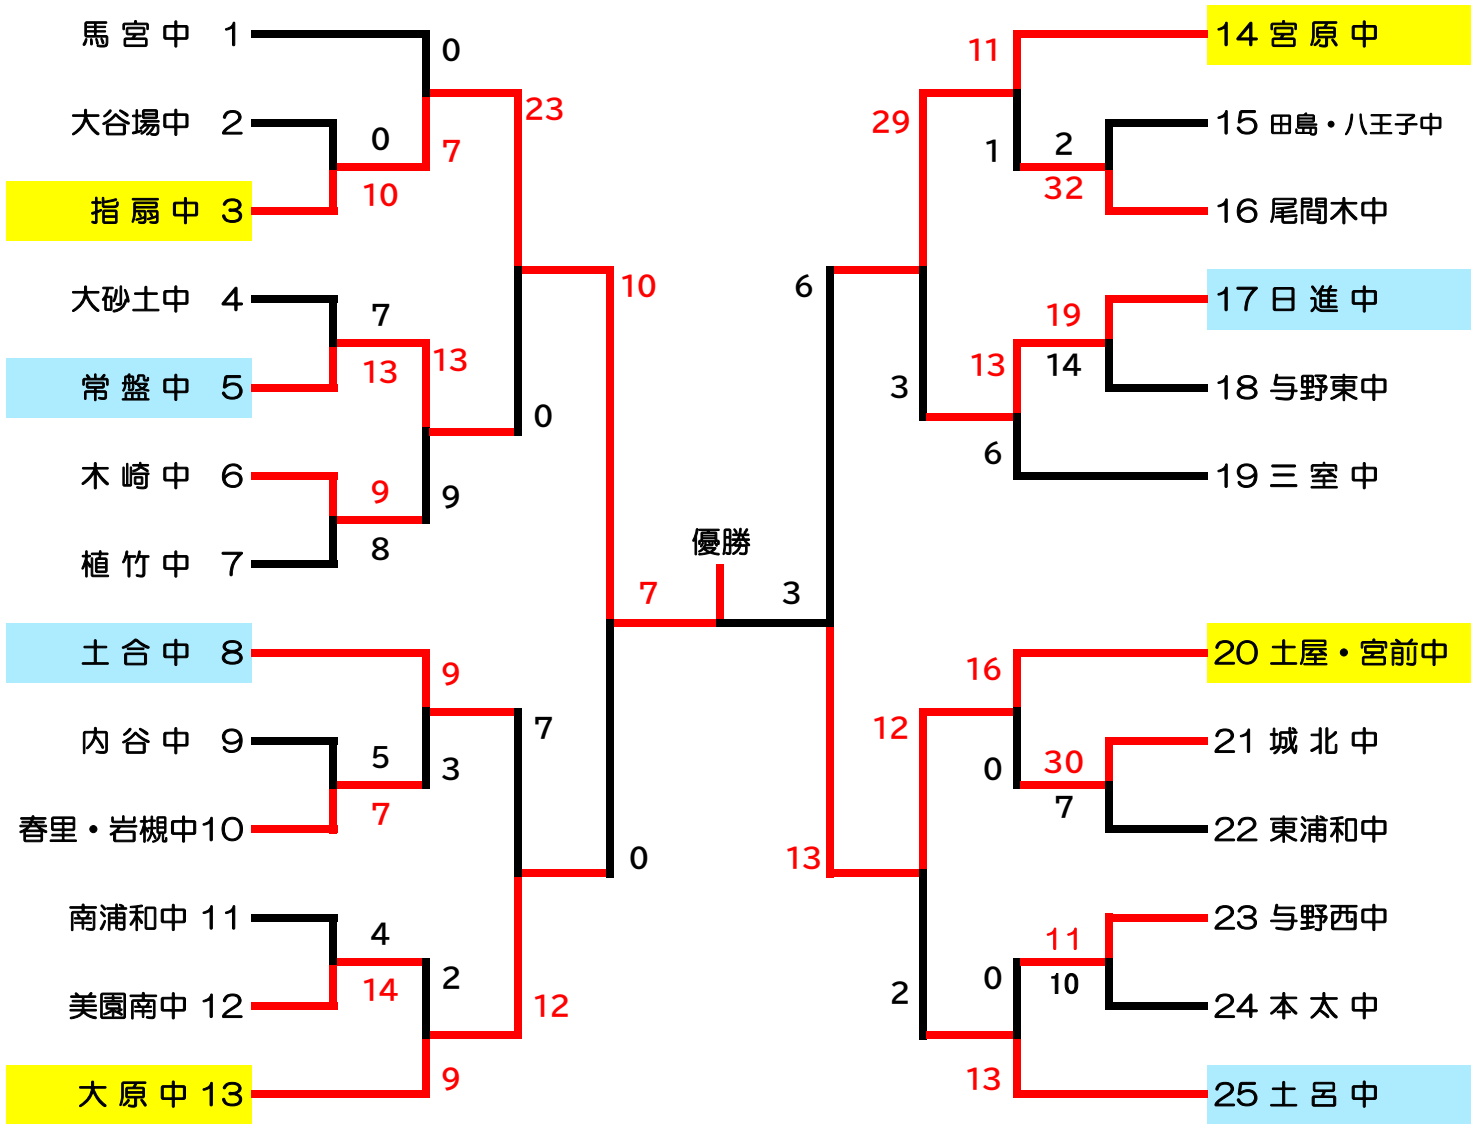 馬宮中 1
0
大谷場中 2
0
23
7
指扇中 3
10
大砂土中 4
7
10
常盤中 5
13
13
0
木崎中 6
9
9
植竹中 7
8
優勝
7
3
土合中 8
9
7
内谷中 9
5
3
春里・岩槻中 10
7
0
南浦和中 11
4
2
美園南中 12
14
12
大原中 13
9
11
14 宮原中
29
1
2
15 田島・八王子中
32
16 尾間木中
6
19
17 日進中
13
14
3
18 与野東中
6
19 三室中
16
20 土屋・宮前中
12
30
21 城北中
0
7
22 東浦和中
13
11
23 与野西中
0
10
2
24 本太中
13
25 土呂中